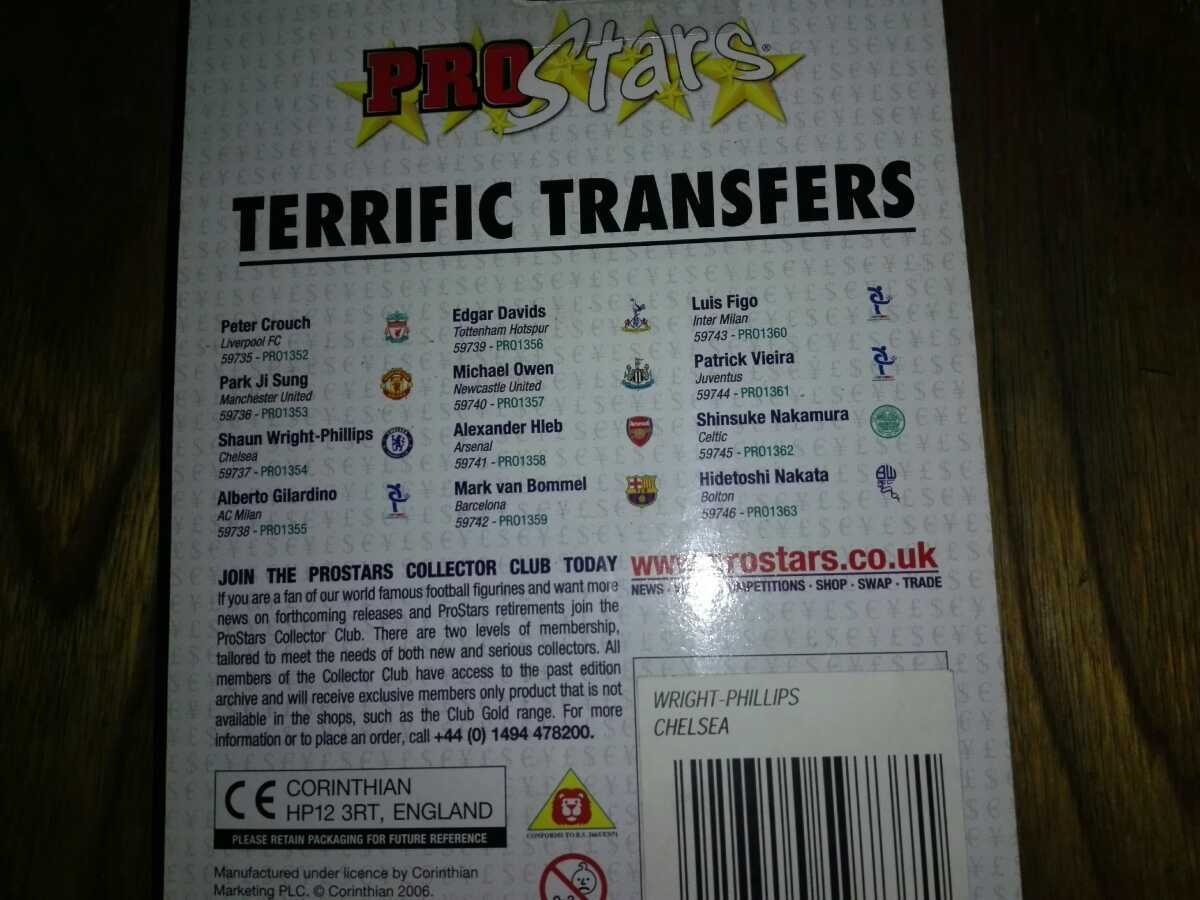 PROStars®
TERRIFIC TRANSFERS
Peter Crouch
Liverpool FC
59735 - PRO1352
Park Ji Sung
Manchester United
59736 - PRO1353
Shaun Wright-Phillips
Chelsea
59737 - PRO1354
Alberto Gilardino
AC Milan
59738 - PRO1355
Edgar Davids
Tottenham Hotspur
59739 - PRO1356
Michael Owen
Newcastle United
59740 - PRO1357
Alexander Hleb
Arsenal
59741 - PRO1358
Mark van Bommel
Barcelona
59742 - PRO1359
Luis Figo
Inter Milan
59743 - PRO1360
Patrick Vieira
Juventus
59744 - PRO1361
Shinsuke Nakamura
Celtic
59745 - PRO1362
Hidetoshi Nakata
Bolton
59746 - PRO1363
JOIN THE PROSTARS COLLECTOR CLUB TODAY
If you are a fan of our world famous football figurines and want more
news on forthcoming releases and ProStars retirements join the
ProStars Collector Club. There are two levels of membership,
tailored to meet the needs of both new and serious collectors. All
members of the Collector Club have access to the past edition
archive and will receive exclusive members only product that is not
available in the shops, such as the Club Gold range. For more
information or to place an order, call +44 (0) 1494 478200.
www.prostars.co.uk
NEWS · COMPETITIONS · SHOP · SWAP · TRADE
WRIGHT-PHILLIPS
CHELSEA
CE CORINTHIAN
HP12 3RT, ENGLAND
PLEASE RETAIN PACKAGING FOR FUTURE REFERENCE
Manufactured under licence by Corinthian
Marketing PLC. © Corinthian 2006.